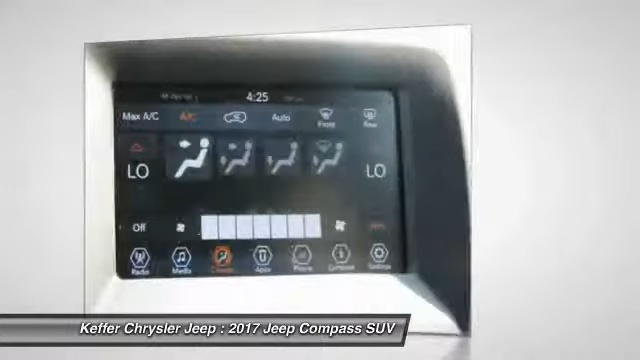 4:25
Max A/C A/C Auto Front Rear
LO LO
Off
Radio Media Climate Apps Phone Compass Settings
Keffer Chrysler Jeep : 2017 Jeep Compass SUV